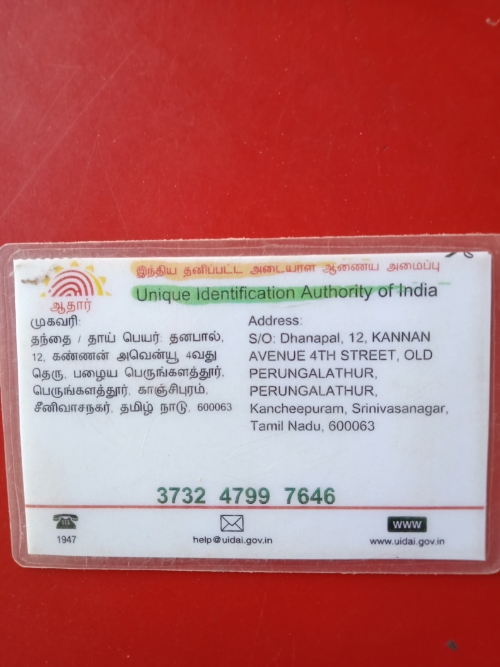 இந்திய தனிப்பட்ட அடையாள ஆணைய அமைப்பு
Unique Identification Authority of India
ஆதார்
முகவரி:
தந்தை / தாய் பெயர்: தனபால்,
12, கண்ணன் அவென்யூ 4வது
தெரு, பழைய பெருங்களத்தூர்,
பெருங்களத்தூர், காஞ்சிபுரம்,
சீனிவாசநகர், தமிழ் நாடு, 600063
Address:
S/O: Dhanapal, 12, KANNAN
AVENUE 4TH STREET, OLD
PERUNGALATHUR,
PERUNGALATHUR,
Kancheepuram, Srinivasanagar,
Tamil Nadu, 600063
3732 4799 7646
1947
help@uidai.gov.in
www
www.uidai.gov.in